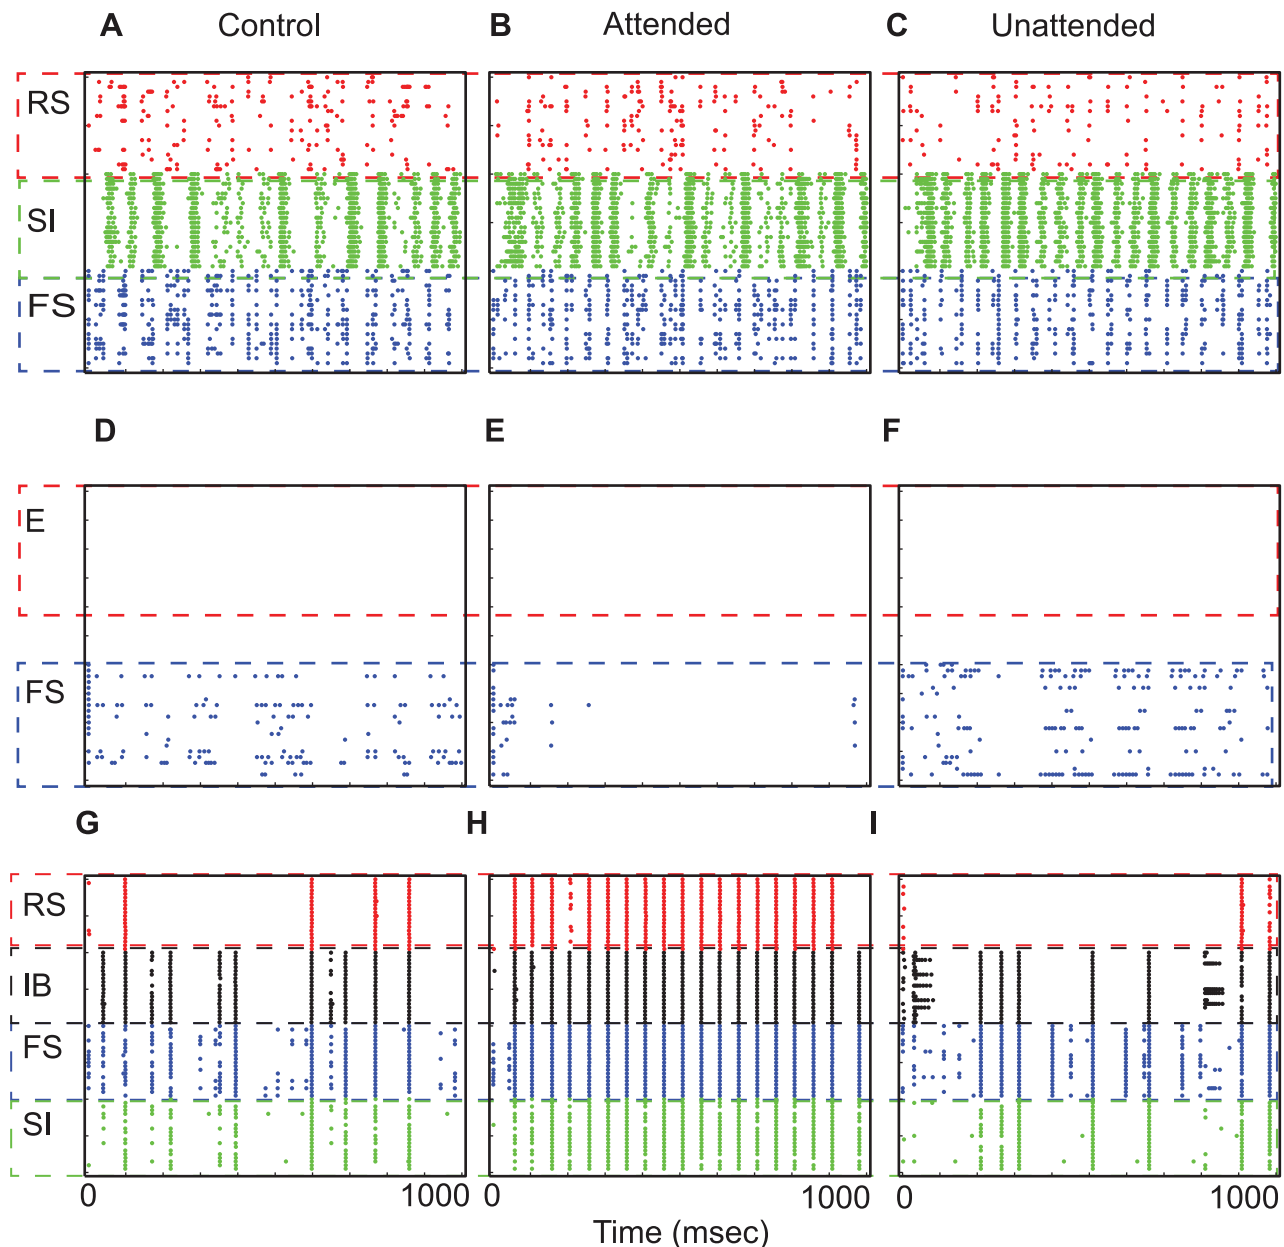 A Control B Attended C Unattended
RS
SI
FS
D E F
E
FS
G H I
RS
IB
FS
SI
0 1000 0 1000 0 1000
Time (msec)